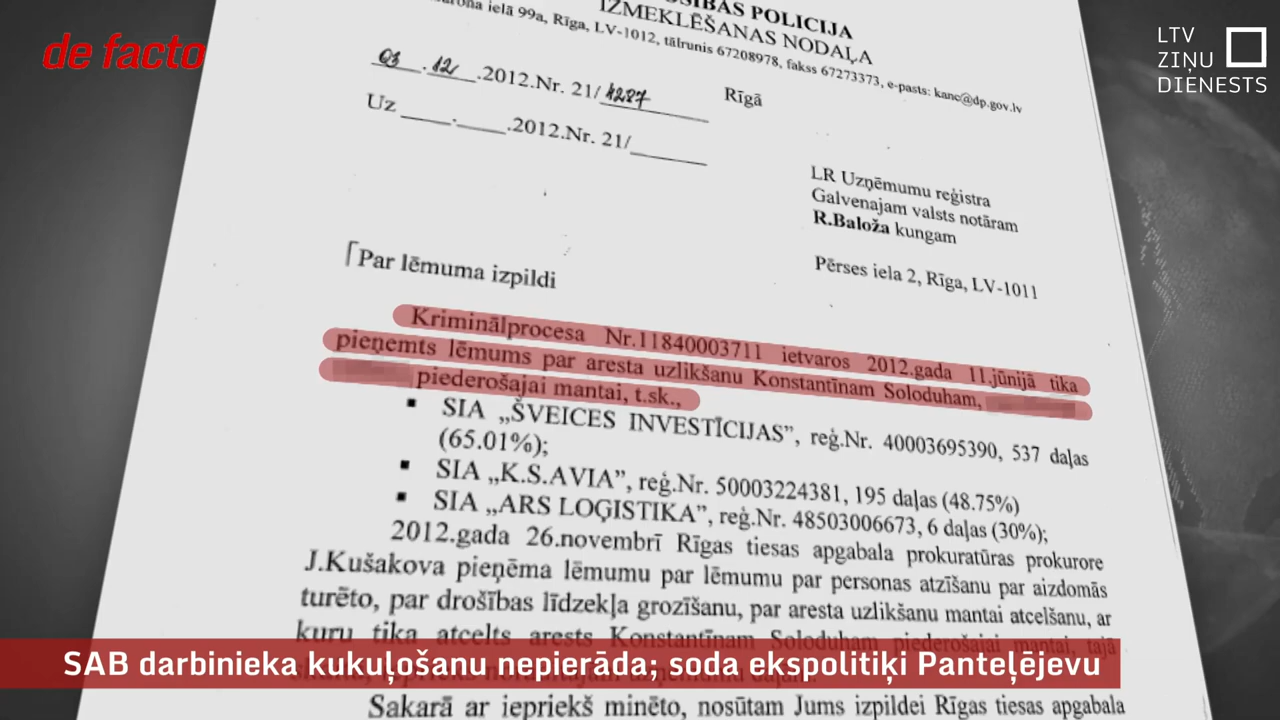 de facto
LTV
ZIŅU
DIENESTS
POLICIJA
IZMEKLĒŠANAS NODAĻA
ielā 99a, Rīga, LV-1012, tālrunis 67208978, fakss 67273373, e-pasts: kanc@dp.gov.lv
03.12.2012.Nr. 21/4287 Rīgā
Uz ____.____.2012.Nr. 21/______
LR Uzņēmumu reģistra
Galvenajam valsts notāram
R.Baloža kungam
Pērses iela 2, Rīga, LV-1011
Par lēmuma izpildi
Kriminālprocesa Nr.11840003711 ietvaros 2012.gada 11.jūnijā tika
pieņemts lēmums par aresta uzlikšanu Konstantīnam Soloduham,
piederošajai mantai, t.sk.,
▪ SIA „ŠVEICES INVESTĪCIJAS”, reģ.Nr. 40003695390, 537 daļas
(65.01%);
▪ SIA „K.S.AVIA”, reģ.Nr. 50003224381, 195 daļas (48.75%)
▪ SIA „ARS LOĢISTIKA”, reģ.Nr. 48503006673, 6 daļas (30%);
2012.gada 26.novembrī Rīgas tiesas apgabala prokuratūras prokurore
J.Kušakova pieņēma lēmumu par lēmumu par personas atzīšanu par aizdomās
turēto, par drošības līdzekļa grozīšanu, par aresta uzlikšanu mantai atcelšanu, ar
kuru tika atcelts arests Konstantīnam Soloduham piederošajai mantai, tajā
SAB darbinieka kukuļošanu nepierāda; soda ekspolitiķi Panteļējevu
Sakarā ar iepriekš minēto, nosūtam Jums izpildei Rīgas tiesas apgabala